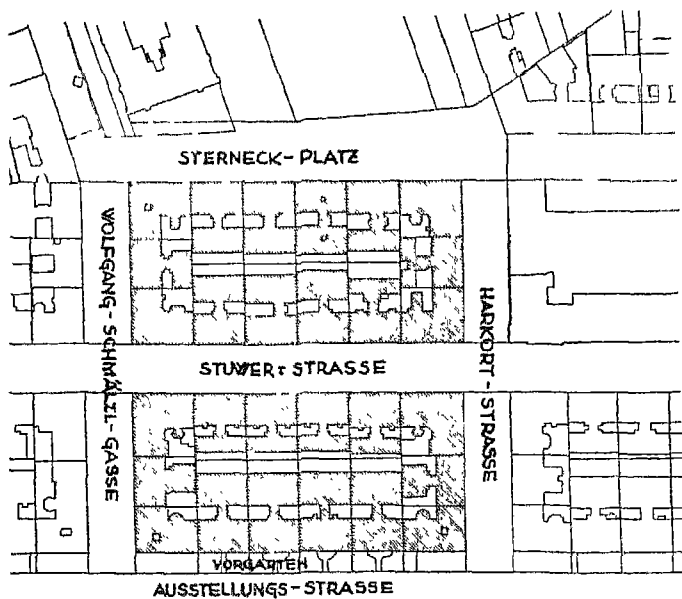 STERNECK-PLATZ
WOLFGANG-SCHMÄLZL-GASSE
HARKORT-STRASSE
STUWER-STRASSE
VORGARTEN
AUSSTELLUNGS-STRASSE